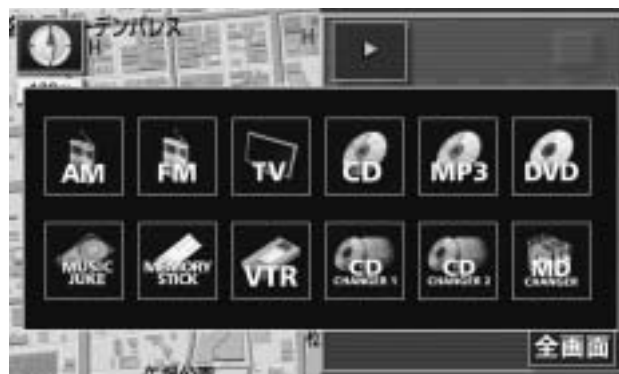 デンパレス
H
H
AM FM TV CD MP3 DVD
MUSIC JUKE
MEMORY STICK
VTR
CD CHANGER 1
CD CHANGER 2
MD CHANGER
全画面